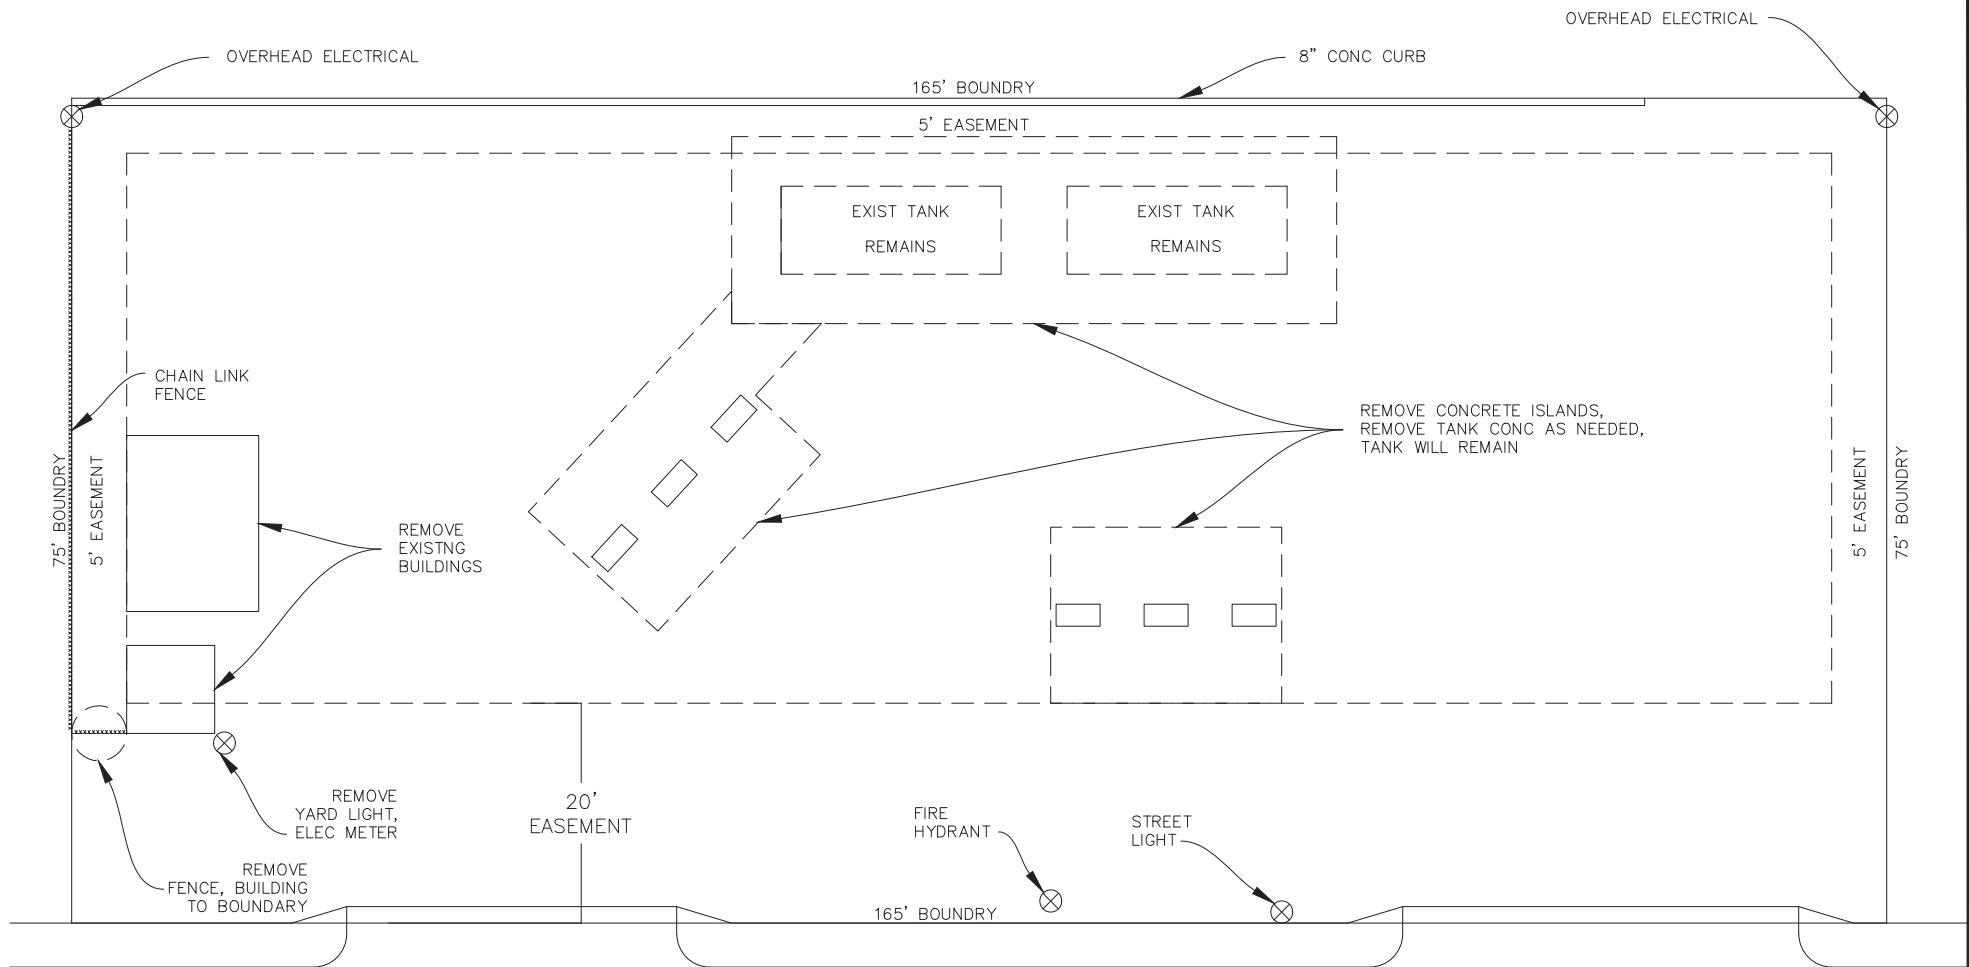 OVERHEAD ELECTRICAL
OVERHEAD ELECTRICAL
8" CONC CURB
165' BOUNDRY
5' EASEMENT
EXIST TANK
REMAINS
EXIST TANK
REMAINS
CHAIN LINK
FENCE
REMOVE CONCRETE ISLANDS,
REMOVE TANK CONC AS NEEDED,
TANK WILL REMAIN
75' BOUNDRY
5' EASEMENT
5' EASEMENT
75' BOUNDRY
REMOVE
EXISTNG
BUILDINGS
REMOVE
YARD LIGHT,
ELEC METER
20'
EASEMENT
FIRE
HYDRANT
STREET
LIGHT
REMOVE
FENCE, BUILDING
TO BOUNDARY
165' BOUNDRY